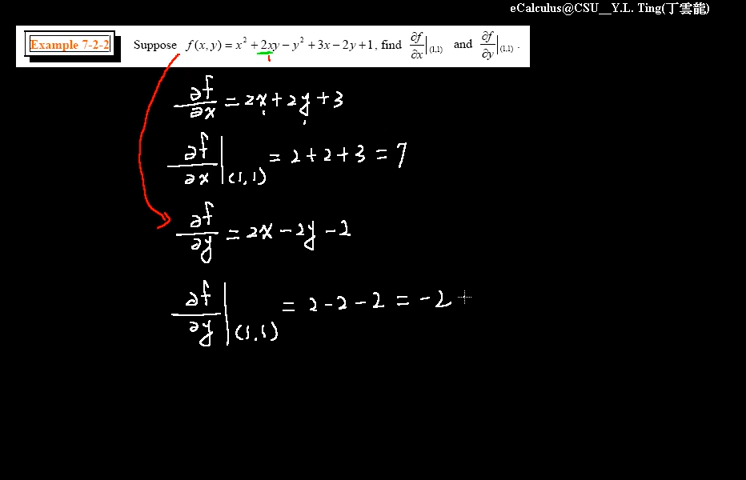 eCalculus@CSU__Y.L. Ting(丁雲龍)
Example 7-2-2 Suppose f(x, y) = x² + 2xy − y² + 3x − 2y + 1, find ∂f/∂x|(1,1) and ∂f/∂y|(1,1).
∂f/∂x = 2x + 2y + 3
∂f/∂x|(1,1) = 2 + 2 + 3 = 7
∂f/∂y = 2x − 2y − 2
∂f/∂y|(1,1) = 2 − 2 − 2 = −2